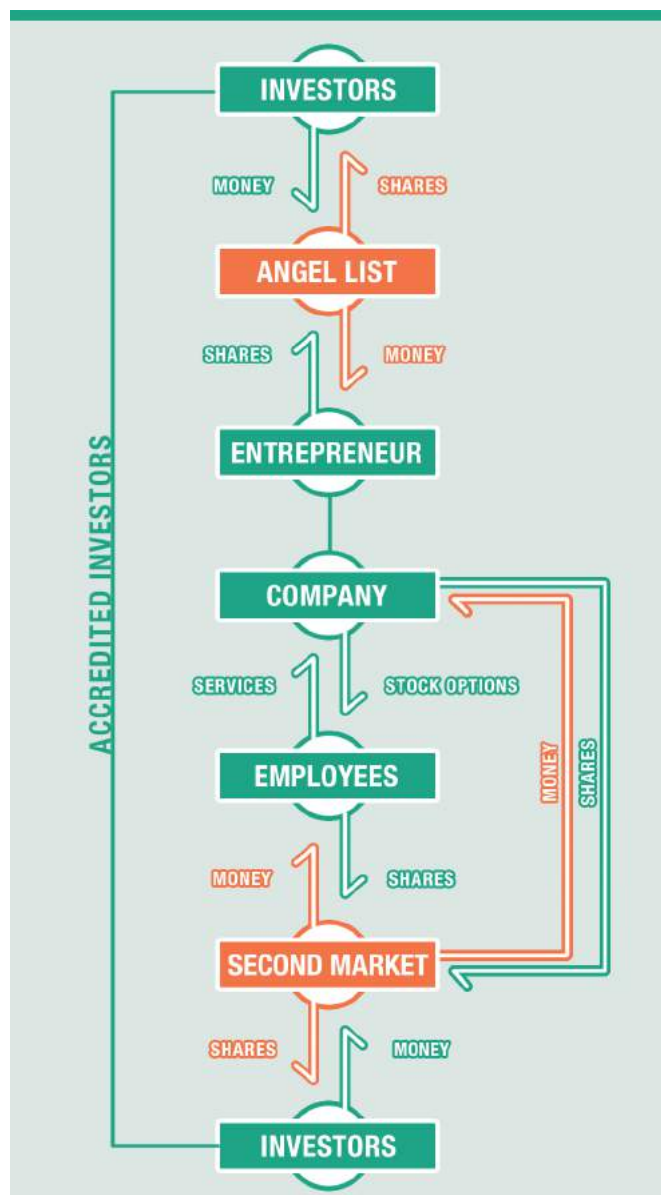 INVESTORS
MONEY
SHARES
ANGEL LIST
SHARES
MONEY
ENTREPRENEUR
ACCREDITED INVESTORS
COMPANY
SERVICES
STOCK OPTIONS
EMPLOYEES
MONEY
SHARES
MONEY
SHARES
SECOND MARKET
SHARES
MONEY
INVESTORS